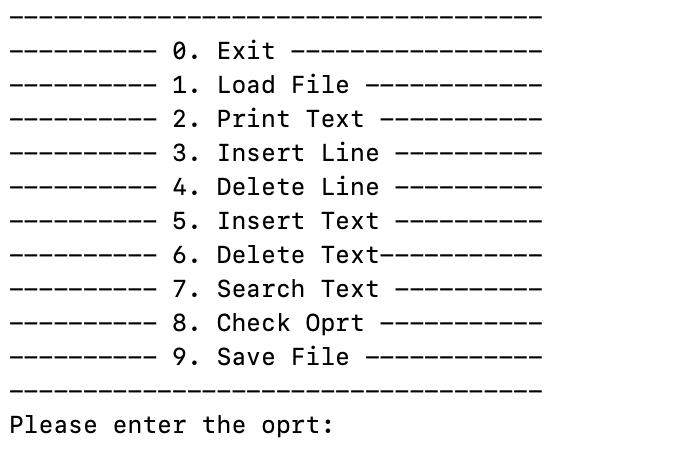 ------------------------------------
---------- 0. Exit -----------------
---------- 1. Load File ------------
---------- 2. Print Text -----------
---------- 3. Insert Line ----------
---------- 4. Delete Line ----------
---------- 5. Insert Text ----------
---------- 6. Delete Text-----------
---------- 7. Search Text ----------
---------- 8. Check Oprt -----------
---------- 9. Save File ------------
------------------------------------
Please enter the oprt: